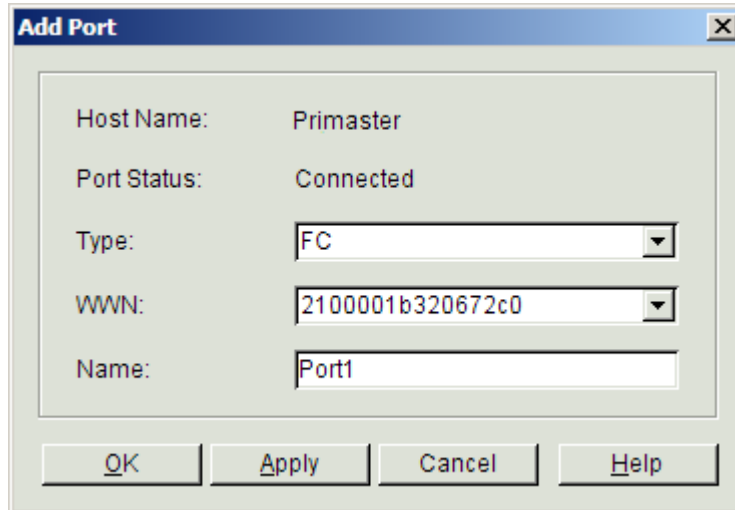 Add Port
Host Name: Primaster
Port Status: Connected
Type: FC
WWN: 2100001b320672c0
Name: Port1
OK Apply Cancel Help